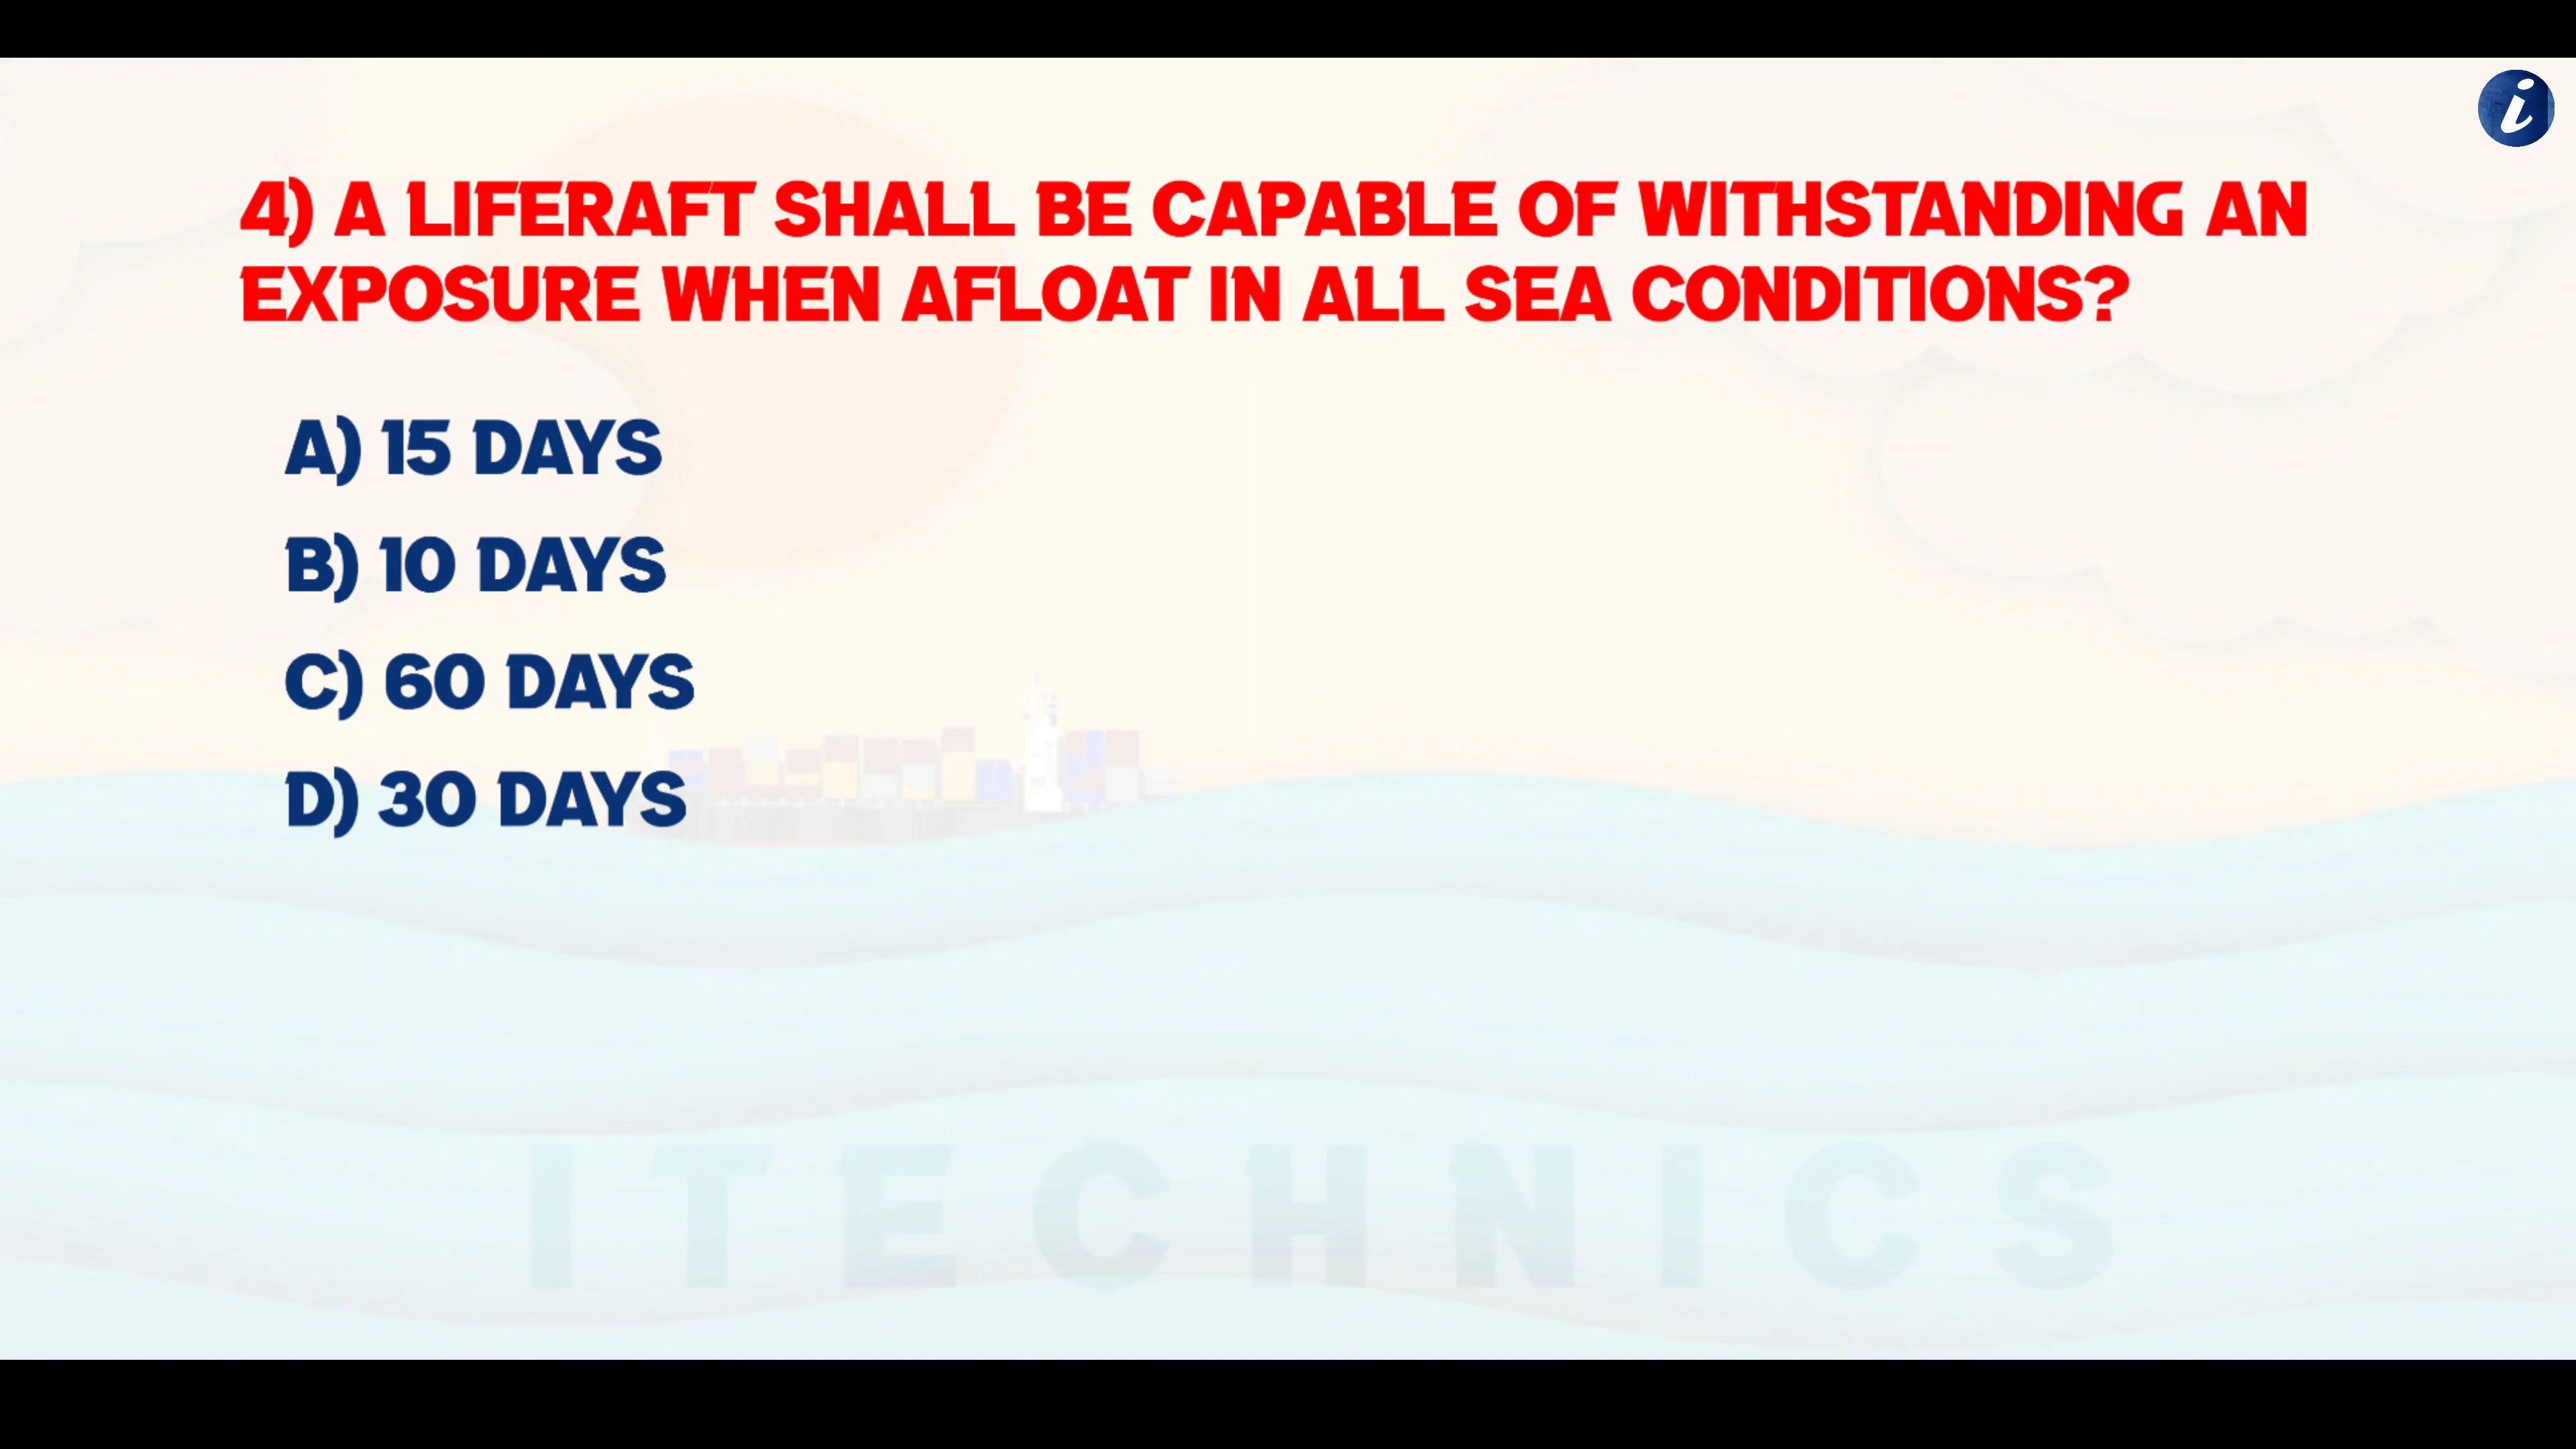 4) A LIFERAFT SHALL BE CAPABLE OF WITHSTANDING AN
EXPOSURE WHEN AFLOAT IN ALL SEA CONDITIONS?
A) 15 DAYS
B) 10 DAYS
C) 60 DAYS
D) 30 DAYS
ITECHNICS
i